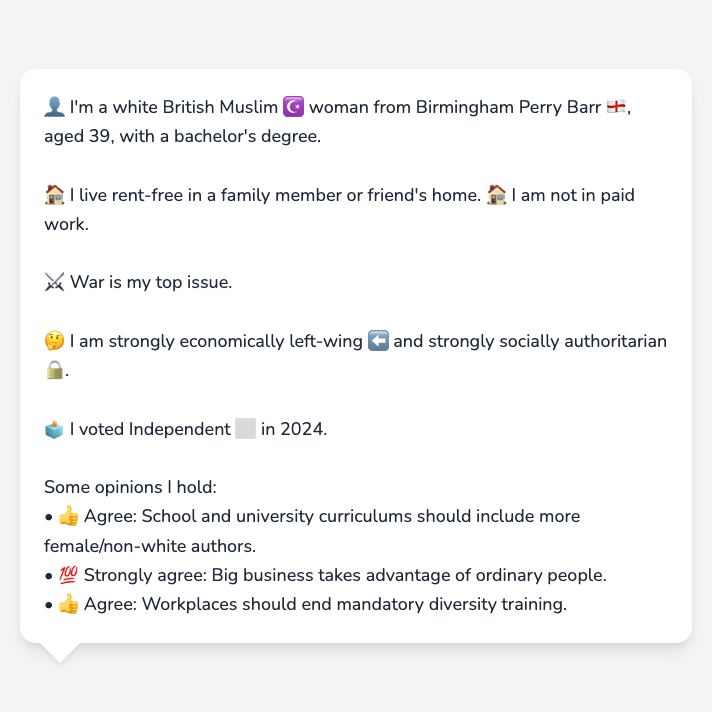 👤 I'm a white British Muslim ☪️ woman from Birmingham Perry Barr 🏴󠁧󠁢󠁥󠁮󠁧󠁿,
aged 39, with a bachelor's degree.
🏠 I live rent-free in a family member or friend's home. 🏠 I am not in paid
work.
⚔️ War is my top issue.
🤔 I am strongly economically left-wing ⬅️ and strongly socially authoritarian
🔒.
🗳️ I voted Independent ⬜ in 2024.
Some opinions I hold:
• 👍 Agree: School and university curriculums should include more
female/non-white authors.
• 💯 Strongly agree: Big business takes advantage of ordinary people.
• 👍 Agree: Workplaces should end mandatory diversity training.